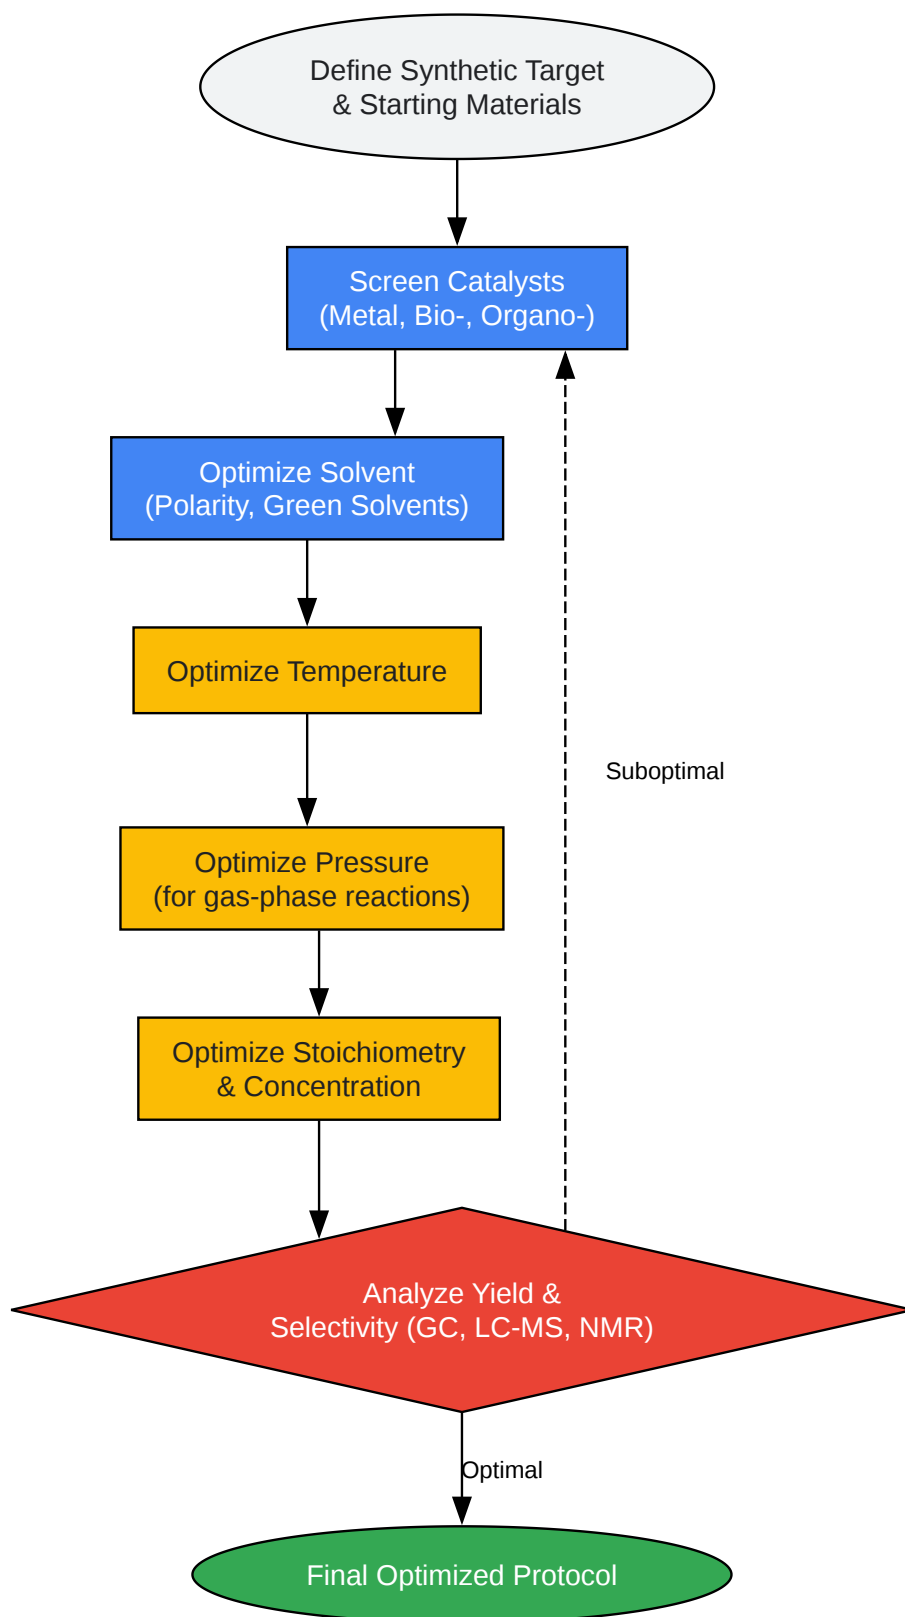 Define Synthetic Target
& Starting Materials
Screen Catalysts
(Metal, Bio-, Organo-)
Optimize Solvent
(Polarity, Green Solvents)
Optimize Temperature
Suboptimal
Optimize Pressure
(for gas-phase reactions)
Optimize Stoichiometry
& Concentration
Analyze Yield &
Selectivity (GC, LC-MS, NMR)
Optimal
Final Optimized Protocol